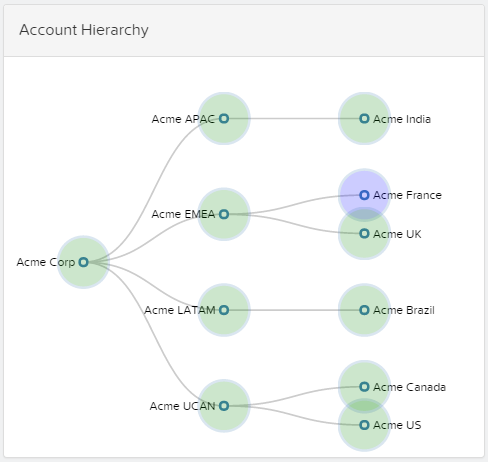 Account Hierarchy
Acme APAC
Acme India
Acme France
Acme EMEA
Acme UK
Acme Corp
Acme LATAM
Acme Brazil
Acme Canada
Acme UCAN
Acme US